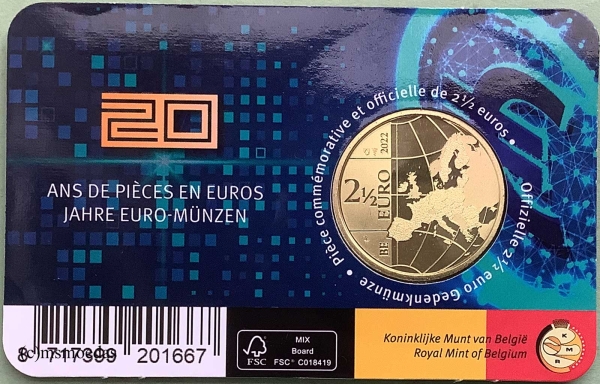 20
ANS DE PIÈCES EN EUROS
JAHRE EURO-MÜNZEN
Pièce commémorative et officielle de 2½ euros •
Offizielle 2½ euro Gedenkmünze •
2½
EURO
BE
2022
201667
FSC
MIX
Board
FSC® C018419
Koninklijke Munt van België
Royal Mint of Belgium
K
M
R